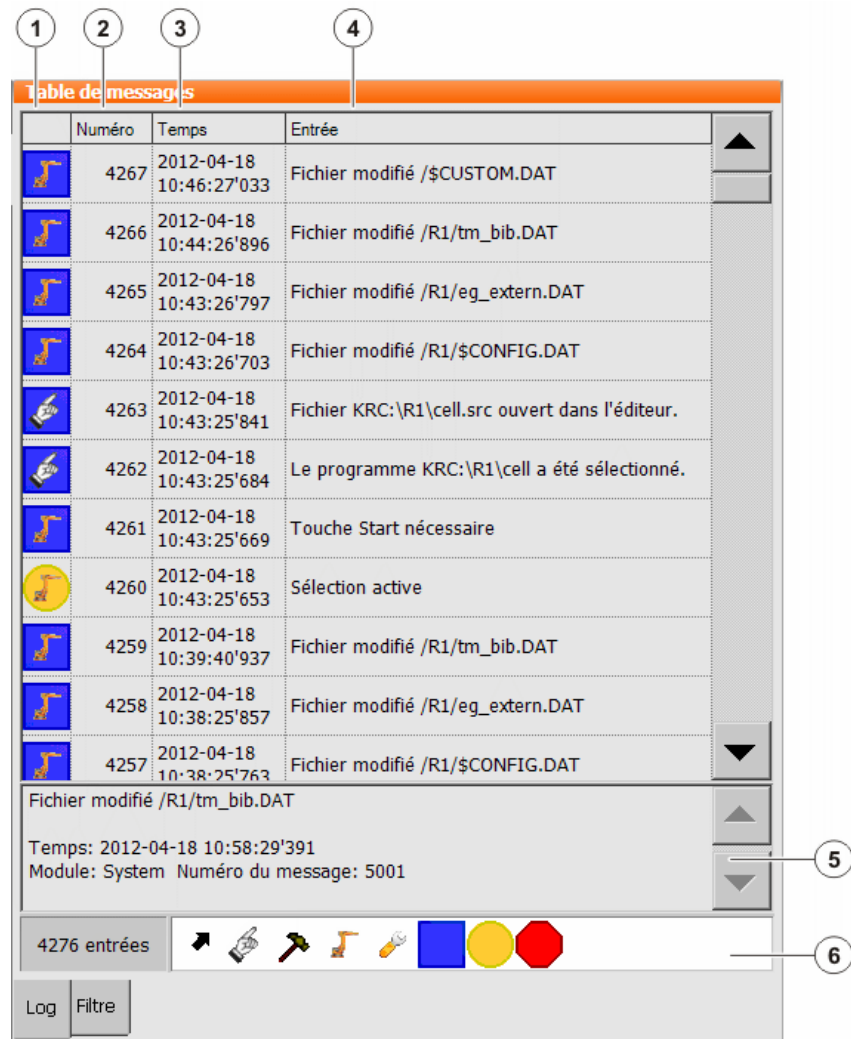 1 2 3 4
Table de messages
Numéro Temps Entrée
4267 2012-04-18 10:46:27'033 Fichier modifié /$CUSTOM.DAT
4266 2012-04-18 10:44:26'896 Fichier modifié /R1/tm_bib.DAT
4265 2012-04-18 10:43:26'797 Fichier modifié /R1/eg_extern.DAT
4264 2012-04-18 10:43:26'703 Fichier modifié /R1/$CONFIG.DAT
4263 2012-04-18 10:43:25'841 Fichier KRC:\R1\cell.src ouvert dans l'éditeur.
4262 2012-04-18 10:43:25'684 Le programme KRC:\R1\cell a été sélectionné.
4261 2012-04-18 10:43:25'669 Touche Start nécessaire
4260 2012-04-18 10:43:25'653 Sélection active
4259 2012-04-18 10:39:40'937 Fichier modifié /R1/tm_bib.DAT
4258 2012-04-18 10:38:25'857 Fichier modifié /R1/eg_extern.DAT
4257 2012-04-18 10:38:25'763 Fichier modifié /R1/$CONFIG.DAT
Fichier modifié /R1/tm_bib.DAT
Temps: 2012-04-18 10:58:29'391
Module: System Numéro du message: 5001
5
4276 entrées
6
Log Filtre